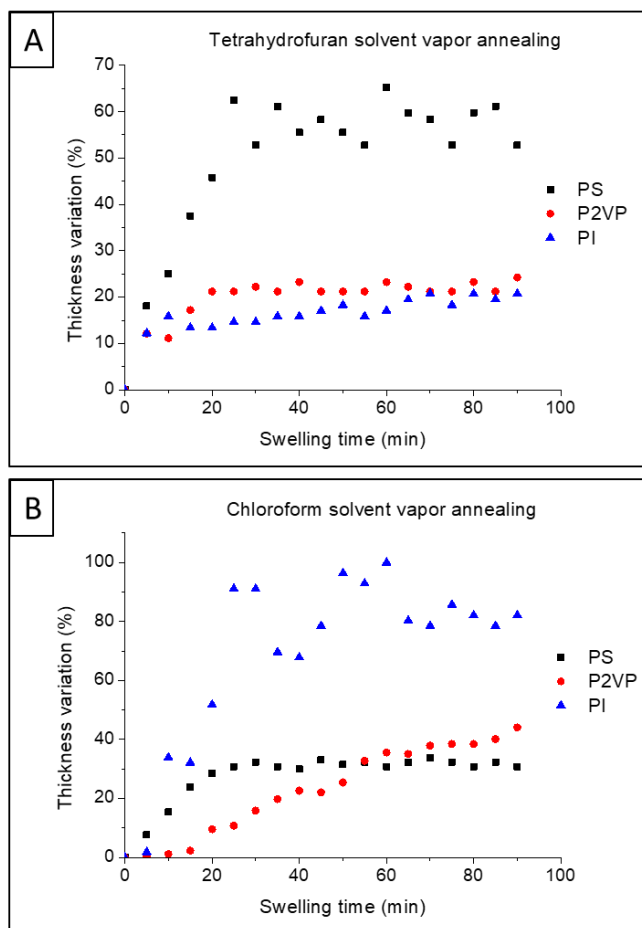 A
Tetrahydrofuran solvent vapor annealing
Thickness variation (%)
70
60
50
40
30
20
10
0
0 20 40 60 80 100
Swelling time (min)
PS
P2VP
PI
B
Chloroform solvent vapor annealing
Thickness variation (%)
100
80
60
40
20
0
0 20 40 60 80 100
Swelling time (min)
PS
P2VP
PI